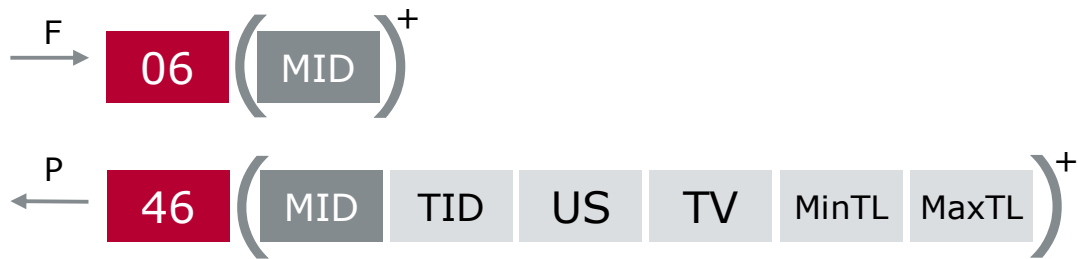 F 06 ( MID )+
P 46 ( MID TID US TV MinTL MaxTL )+